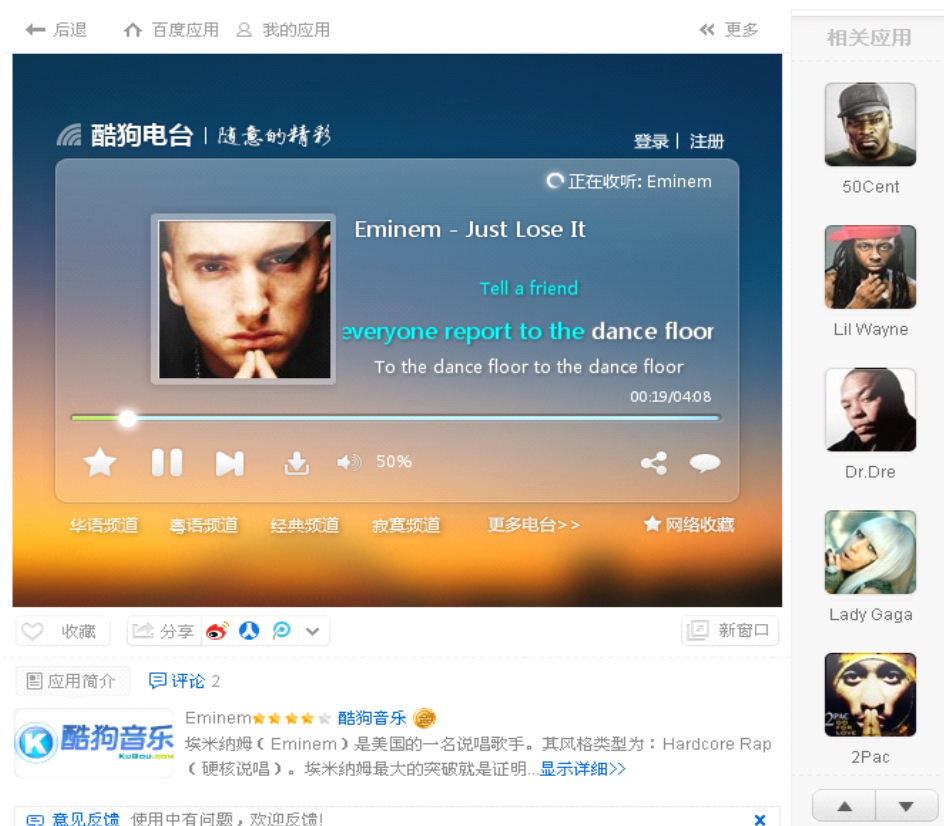 后退 百度应用 我的应用 更多
相关应用
酷狗电台 | 随意的精彩
登录 | 注册
正在收听: Eminem
Eminem - Just Lose It
Tell a friend
everyone report to the dance floor
To the dance floor to the dance floor
00:19/04:08
50%
华语频道 粤语频道 经典频道 寂寞频道 更多电台>> 网络收藏
50Cent
Lil Wayne
Dr.Dre
Lady Gaga
2PAC
2Pac
收藏 分享 新窗口
应用简介 评论 2
K 酷狗音乐
KuGou.com
Eminem 酷狗音乐
埃米纳姆（Eminem）是美国的一名说唱歌手。其风格类型为：Hardcore Rap
（硬核说唱）。埃米纳姆最大的突破就是证明...显示详细>>
意见反馈 使用中有问题，欢迎反馈!